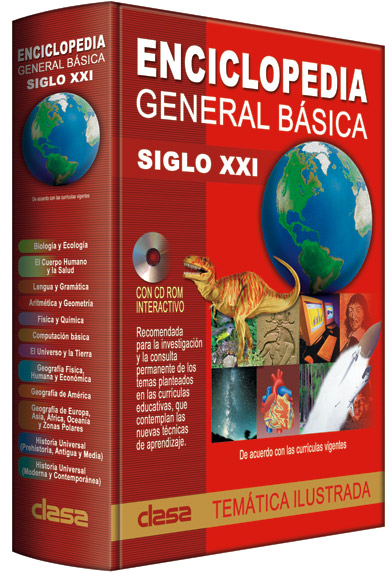 ENCICLOPEDIA
GENERAL BÁSICA
SIGLO XXI
De acuerdo con las currículas vigentes
Biología y Ecología
El Cuerpo Humano
y la Salud
Lengua y Gramática
Aritmética y Geometría
Física y Química
Computación básica
El Universo y la Tierra
Geografía Física,
Humana y Económica
Geografía de América
Geografía de Europa,
Asia, África, Oceanía
y Zonas Polares
Historia Universal
(Prehistoria, Antigua y Media)
Historia Universal
(Moderna y Contemporánea)
clasa
ENCICLOPEDIA
GENERAL BÁSICA
SIGLO XXI
CON CD ROM
INTERACTIVO
Recomendada
para la investigación
y la consulta
permanente de los
temas planteados
en las currículas
educativas, que
contemplan las
nuevas técnicas
de aprendizaje.
De acuerdo con las currículas vigentes
clasa
TEMÁTICA ILUSTRADA